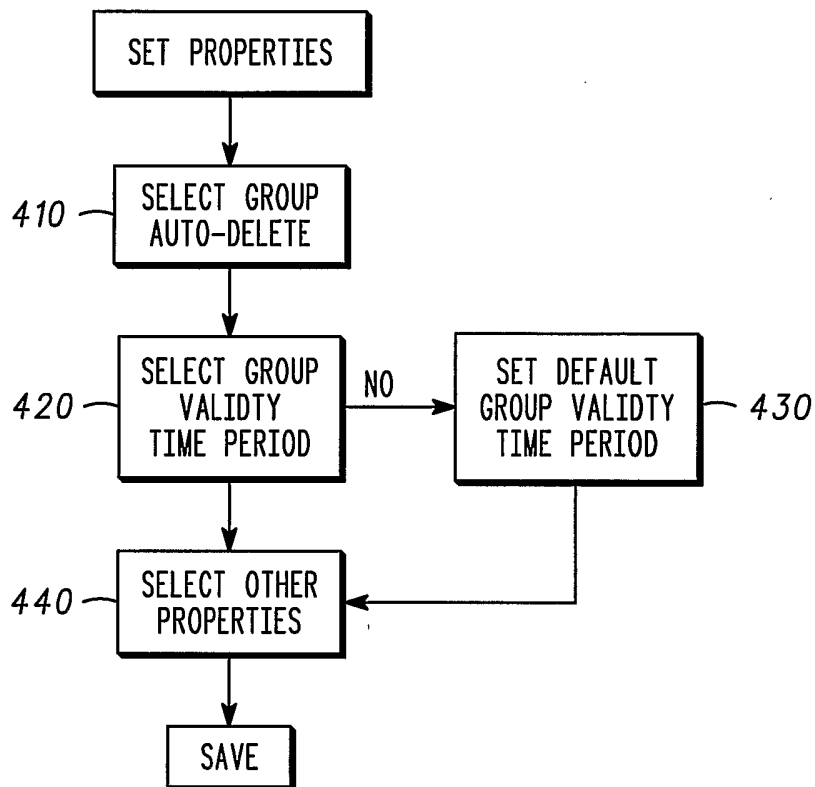 SET PROPERTIES
410
SELECT GROUP
AUTO-DELETE
420
SELECT GROUP
VALIDTY
TIME PERIOD
NO
SET DEFAULT
GROUP VALIDTY
TIME PERIOD
430
440
SELECT OTHER
PROPERTIES
SAVE